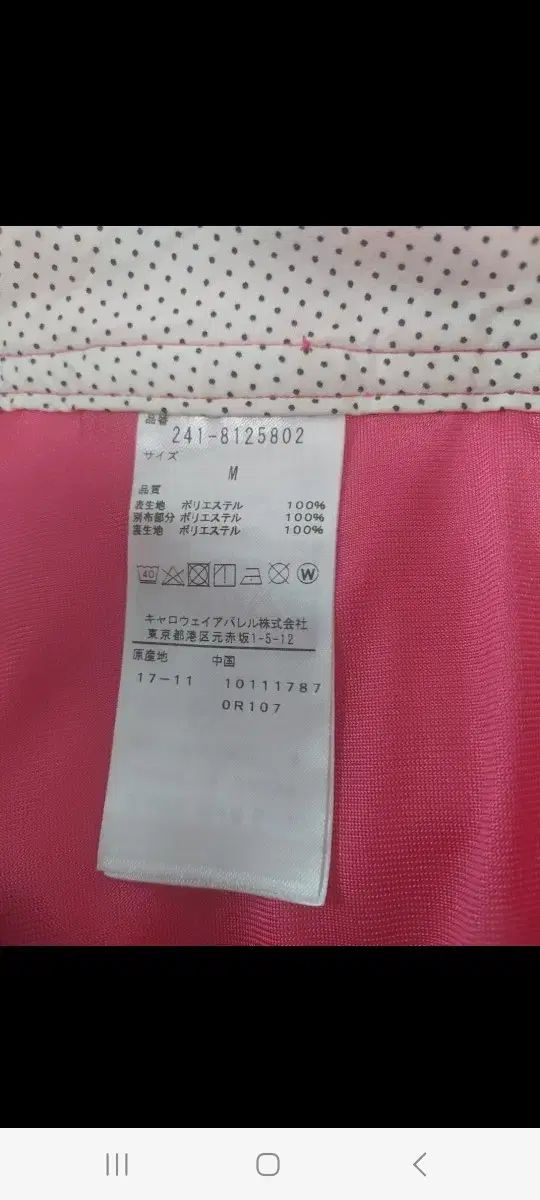 品番
241-8125802
サイズ
M
品質
表生地 ポリエステル 100%
別布部分 ポリエステル 100%
裏生地 ポリエステル 100%
40 W
キャロウェイアパレル株式会社
東京都港区元赤坂1-5-12
原産地 中国
17-11 10111787
0R107